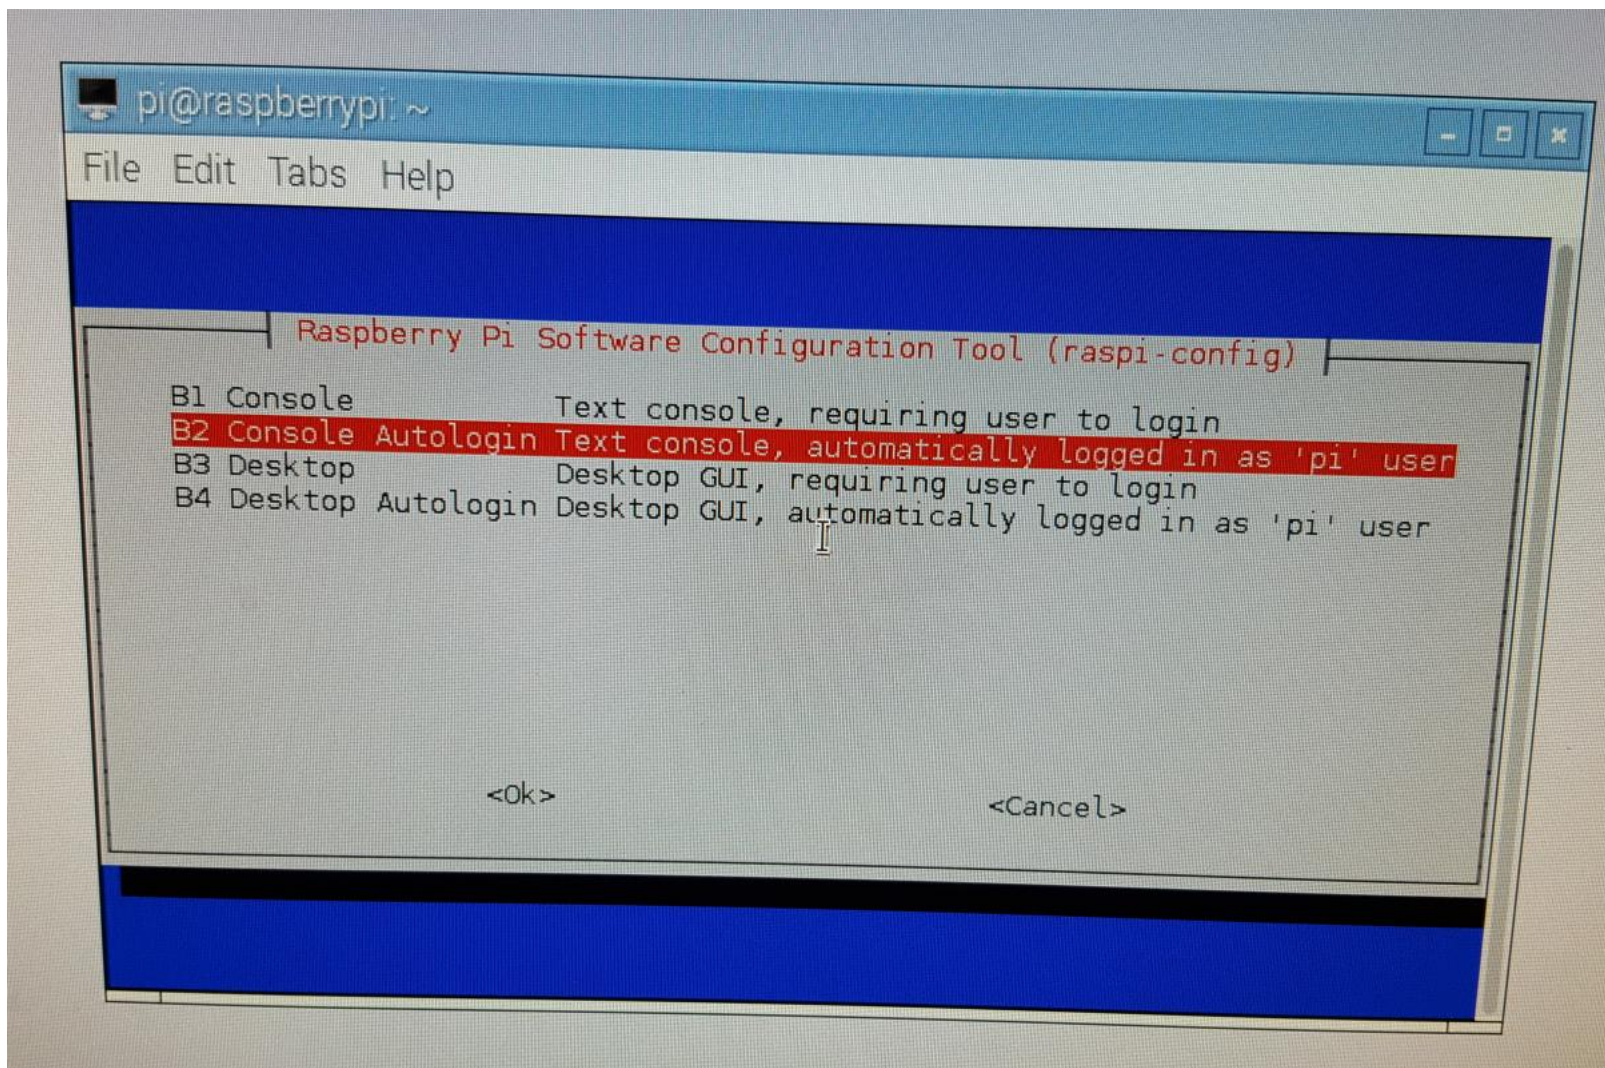 pi@raspberrypi: ~
File Edit Tabs Help
Raspberry Pi Software Configuration Tool (raspi-config)
B1 Console Text console, requiring user to login
B2 Console Autologin Text console, automatically logged in as 'pi' user
B3 Desktop Desktop GUI, requiring user to login
B4 Desktop Autologin Desktop GUI, automatically logged in as 'pi' user
<Ok> <Cancel>